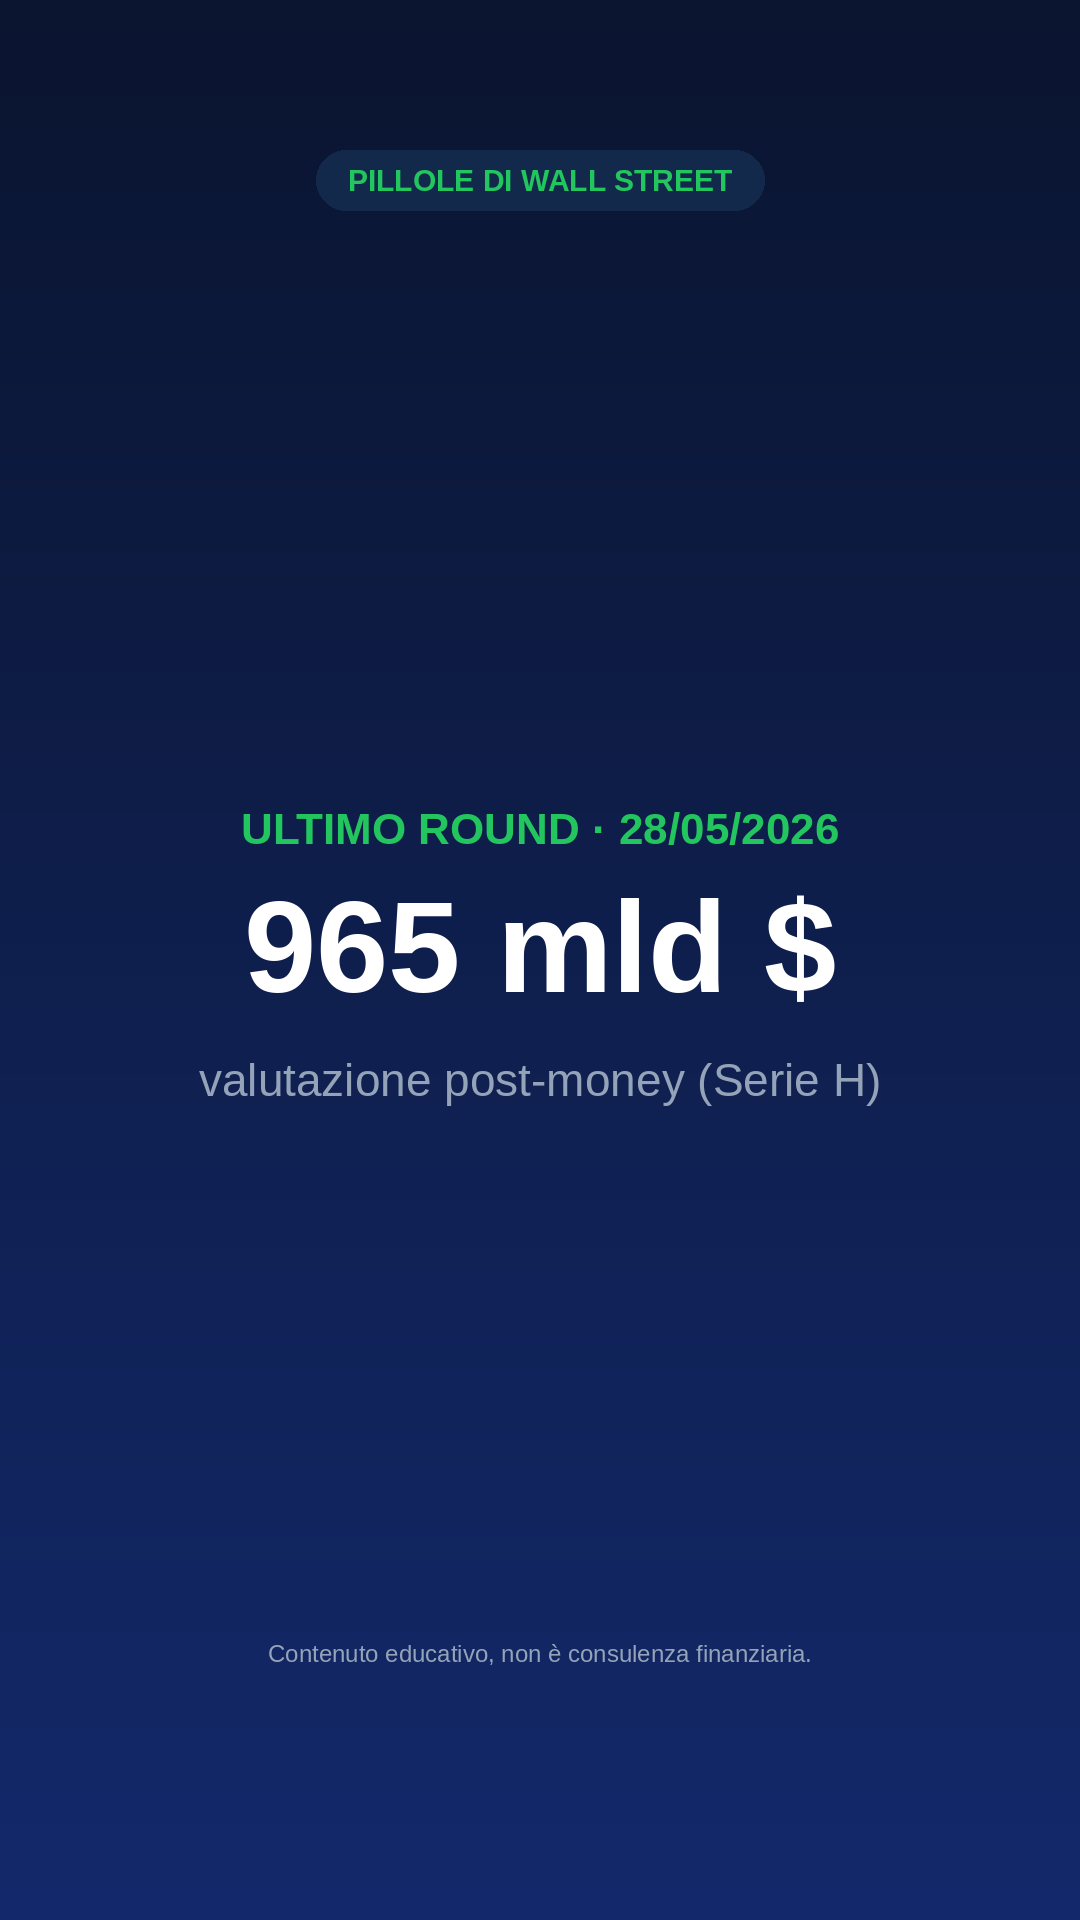 PILLOLE DI WALL STREET
ULTIMO ROUND · 28/05/2026
965 mld $
valutazione post-money (Serie H)
Contenuto educativo, non è consulenza finanziaria.